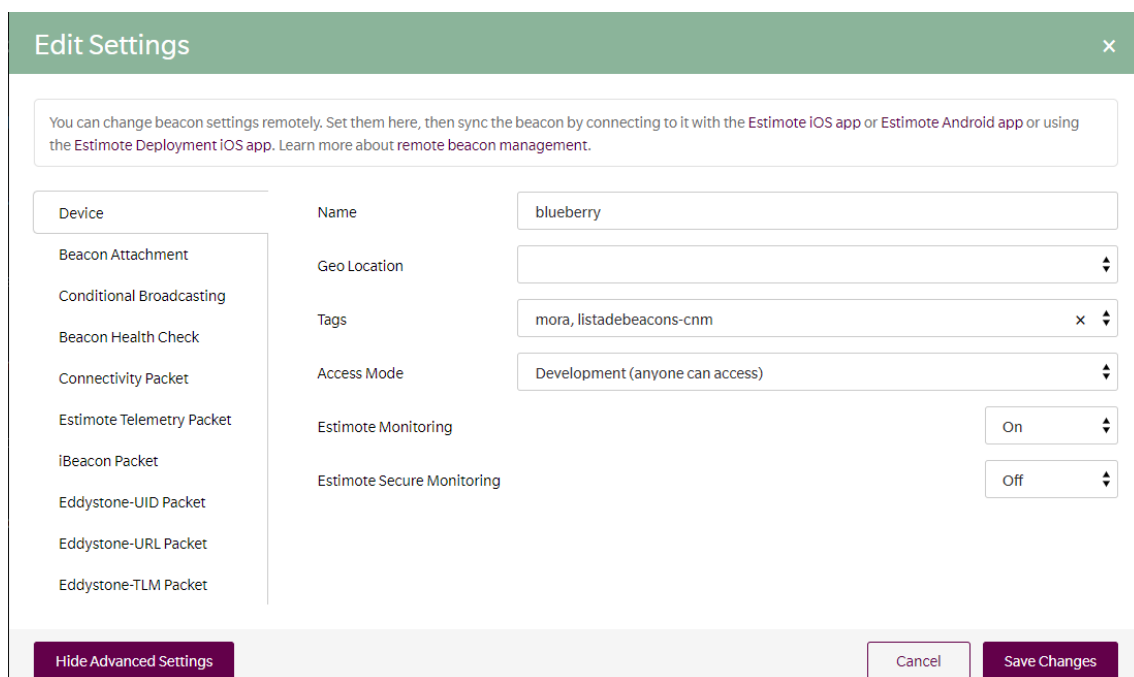 Edit Settings
×
You can change beacon settings remotely. Set them here, then sync the beacon by connecting to it with the Estimote iOS app or Estimote Android app or using
the Estimote Deployment iOS app. Learn more about remote beacon management.
Device
Beacon Attachment
Conditional Broadcasting
Beacon Health Check
Connectivity Packet
Estimote Telemetry Packet
iBeacon Packet
Eddystone-UID Packet
Eddystone-URL Packet
Eddystone-TLM Packet
Name
blueberry
Geo Location
Tags
mora, listadebeacons-cnm ×
Access Mode
Development (anyone can access)
Estimote Monitoring
On
Estimote Secure Monitoring
Off
Hide Advanced Settings
Cancel
Save Changes